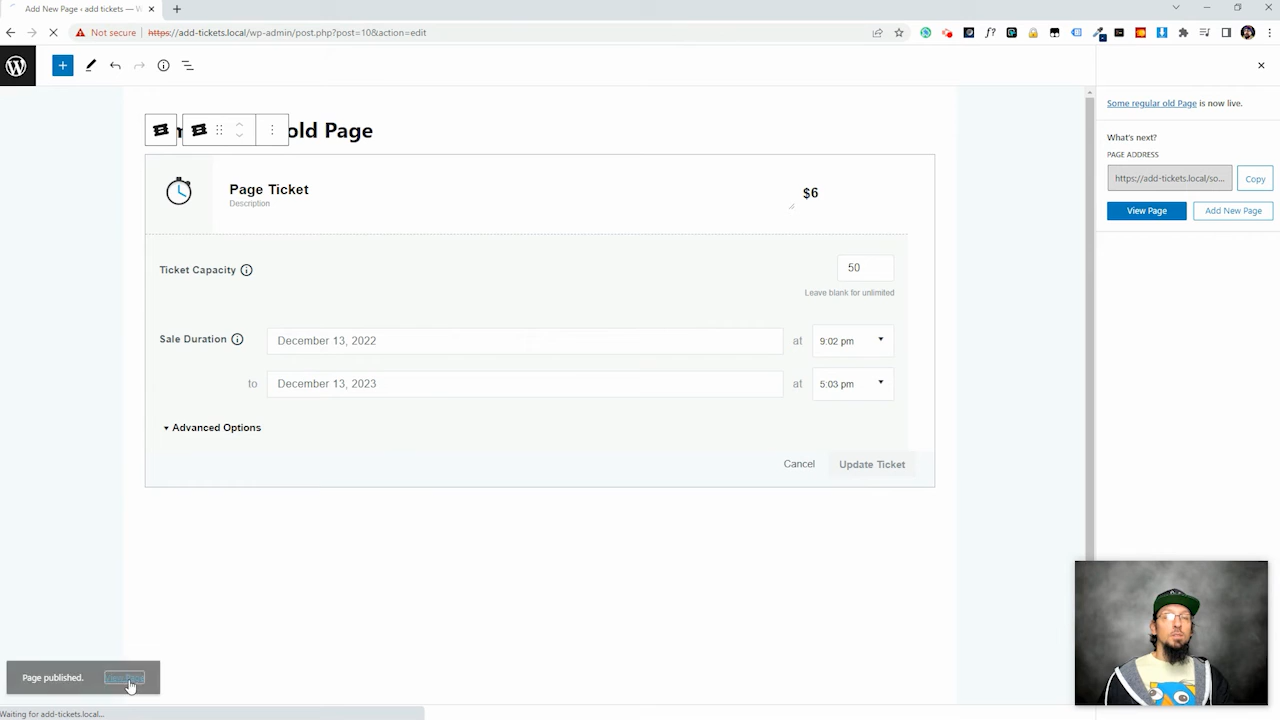 Add New Page ‹ add tickets — W
Not secure
https://add-tickets.local/wp-admin/post.php?post=10&action=edit
old Page
Page Ticket
Description
$6
Ticket Capacity
50
Leave blank for unlimited
Sale Duration
December 13, 2022
at
9:02 pm
to
December 13, 2023
at
5:03 pm
Advanced Options
Cancel
Update Ticket
Some regular old Page is now live.
What's next?
PAGE ADDRESS
https://add-tickets.local/so...
Copy
View Page
Add New Page
Page published.
View Page
Waiting for add-tickets.local...